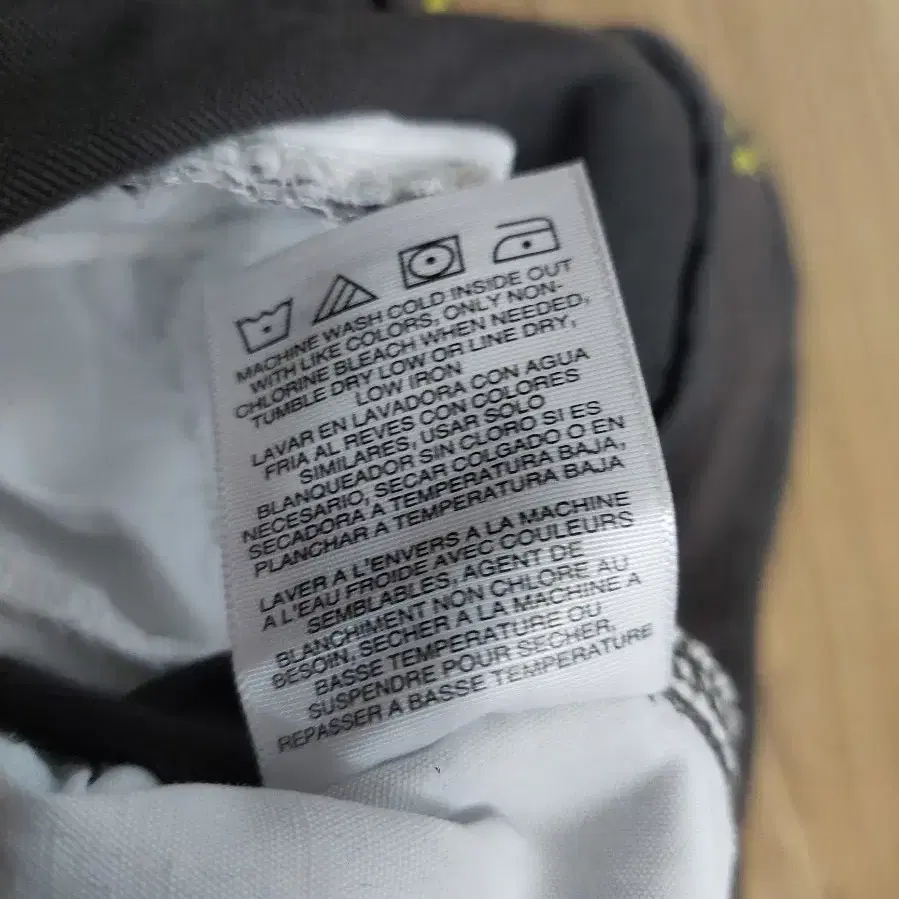 MACHINE WASH COLD INSIDE OUT
WITH LIKE COLORS, ONLY NON-
CHLORINE BLEACH WHEN NEEDED,
TUMBLE DRY LOW OR LINE DRY,
LOW IRON
LAVAR EN LAVADORA CON AGUA
FRIA AL REVES CON COLORES
SIMILARES, USAR SOLO
BLANQUEADOR SIN CLORO SI ES
NECESARIO, SECAR COLGADO O EN
SECADORA A TEMPERATURA BAJA,
PLANCHAR A TEMPERATURA BAJA
LAVER A L'ENVERS A LA MACHINE
A L'EAU FROIDE AVEC COULEURS
SEMBLABLES, AGENT DE
BLANCHIMENT NON CHLORE AU
BESOIN, SECHER A LA MACHINE A
BASSE TEMPERATURE OU
SUSPENDRE POUR SECHER,
REPASSER A BASSE TEMPERATURE